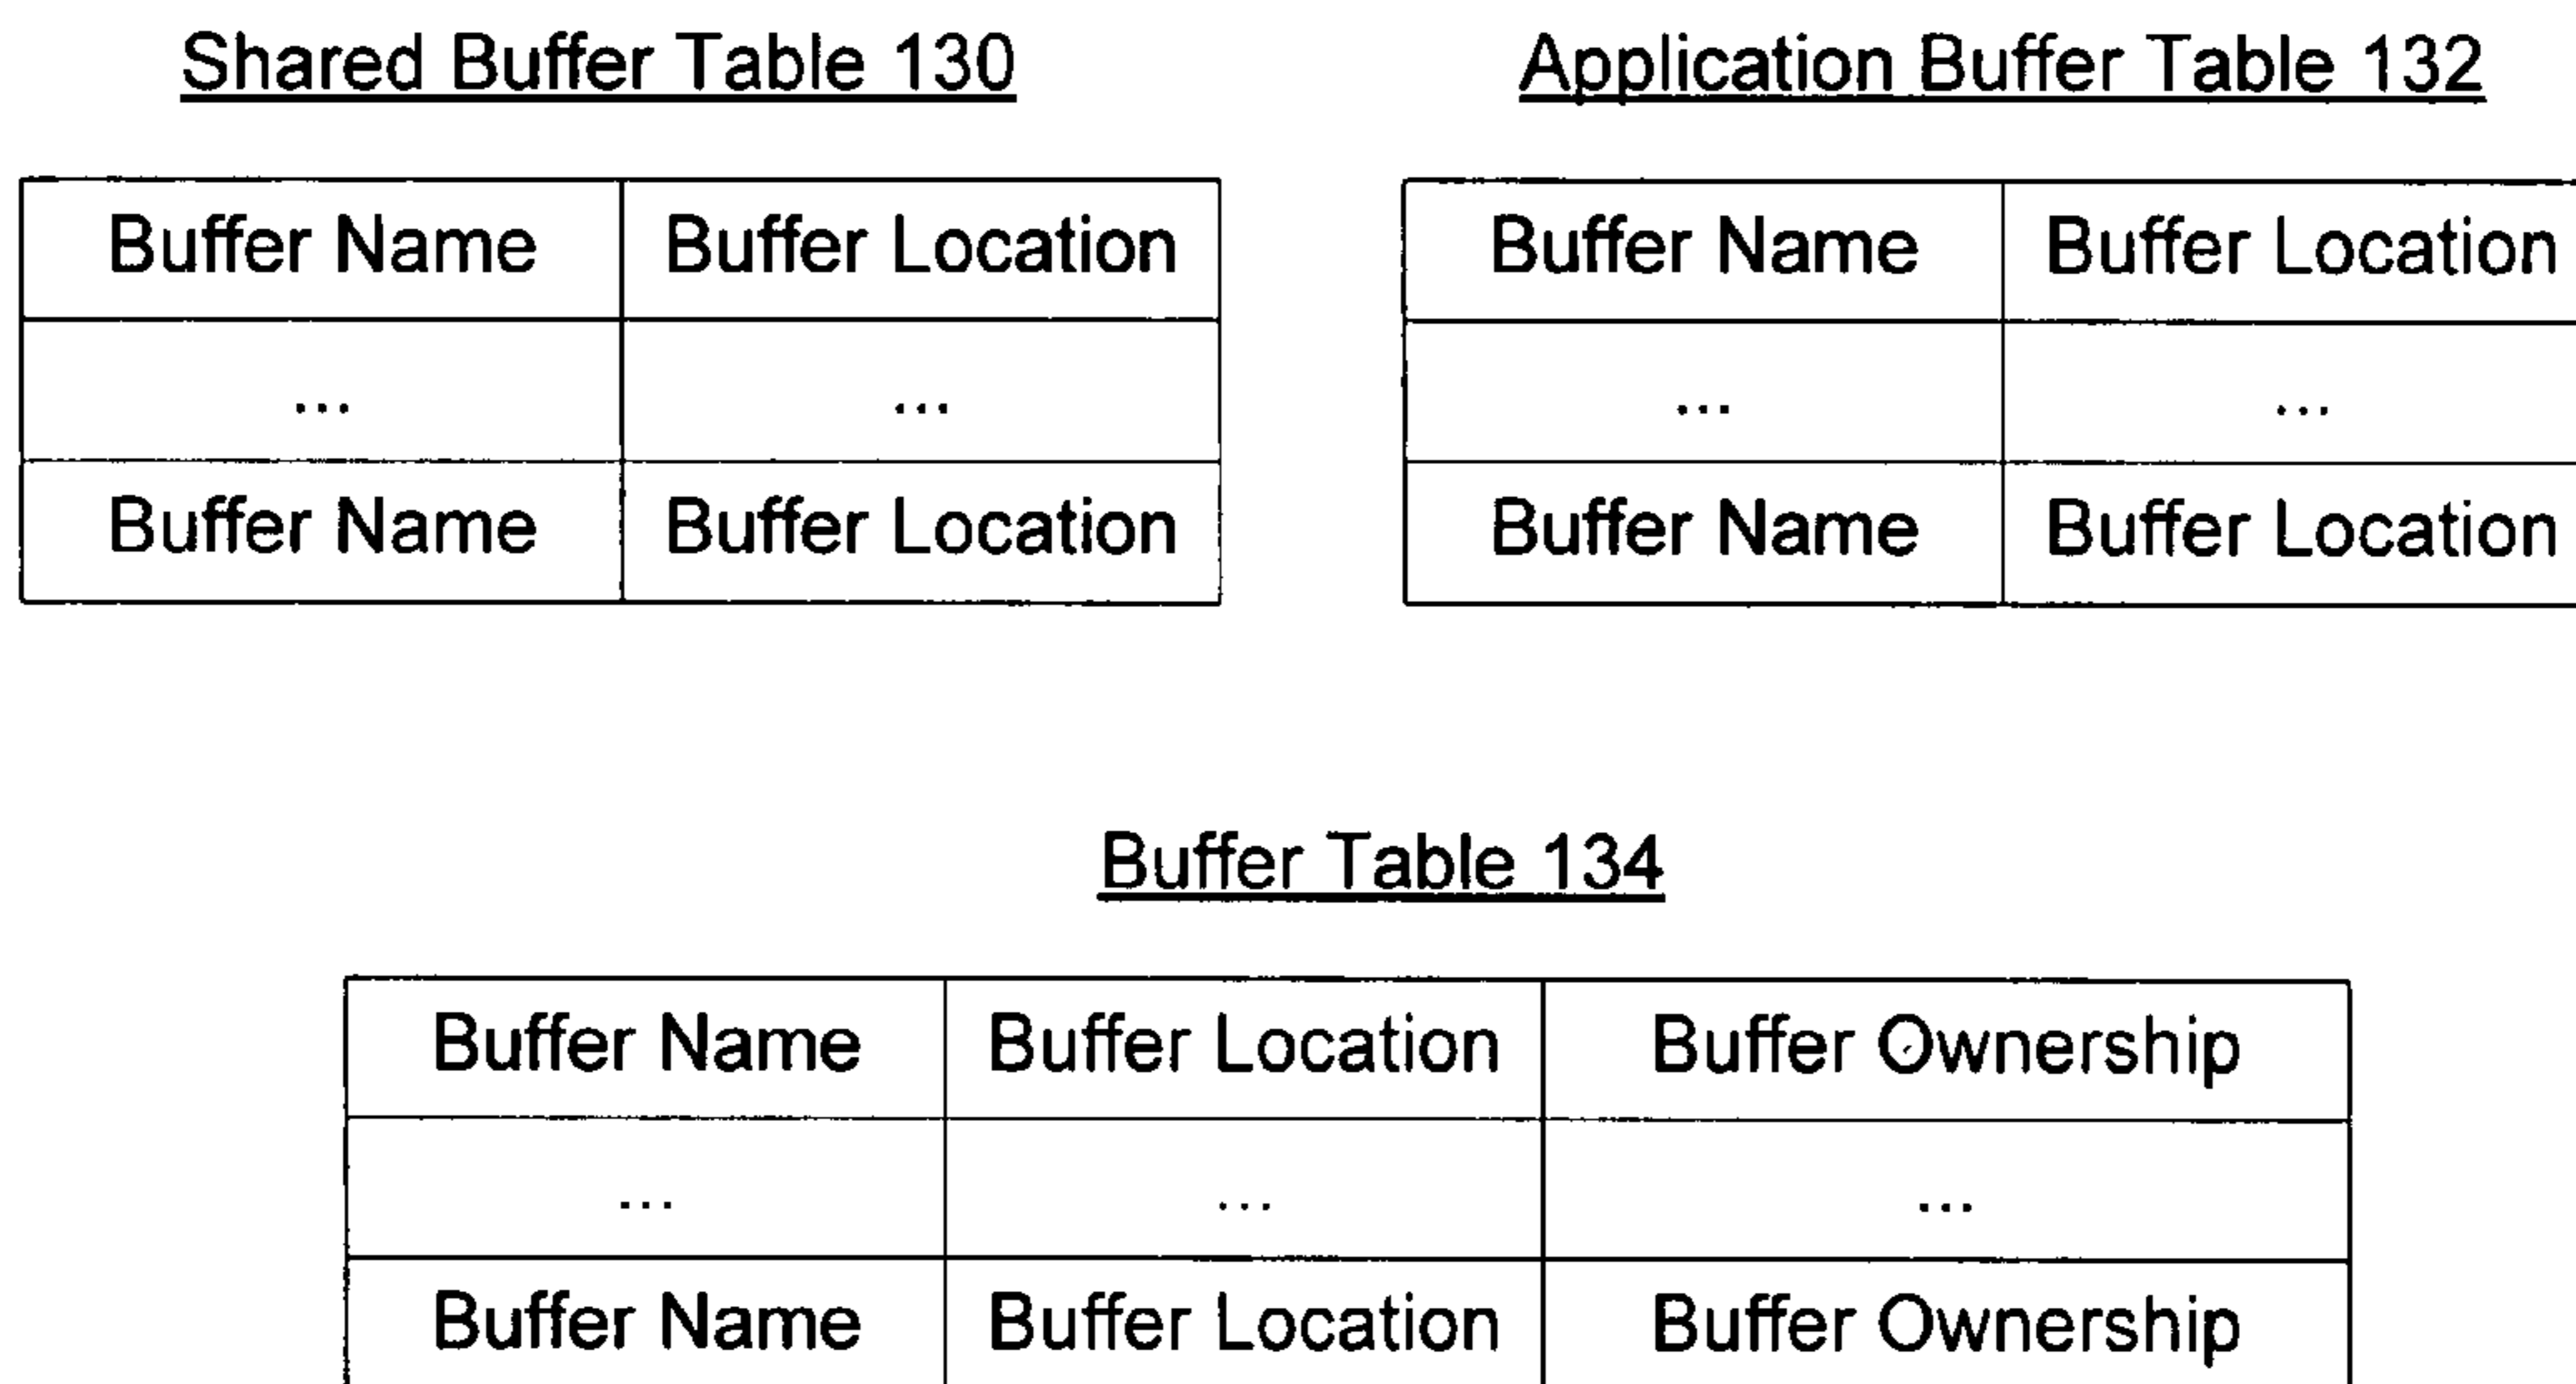 Shared Buffer Table 130
Buffer Name Buffer Location
... ...
Buffer Name Buffer Location
Application Buffer Table 132
Buffer Name Buffer Location
... ...
Buffer Name Buffer Location
Buffer Table 134
Buffer Name Buffer Location Buffer Ownership
... ... ...
Buffer Name Buffer Location Buffer Ownership